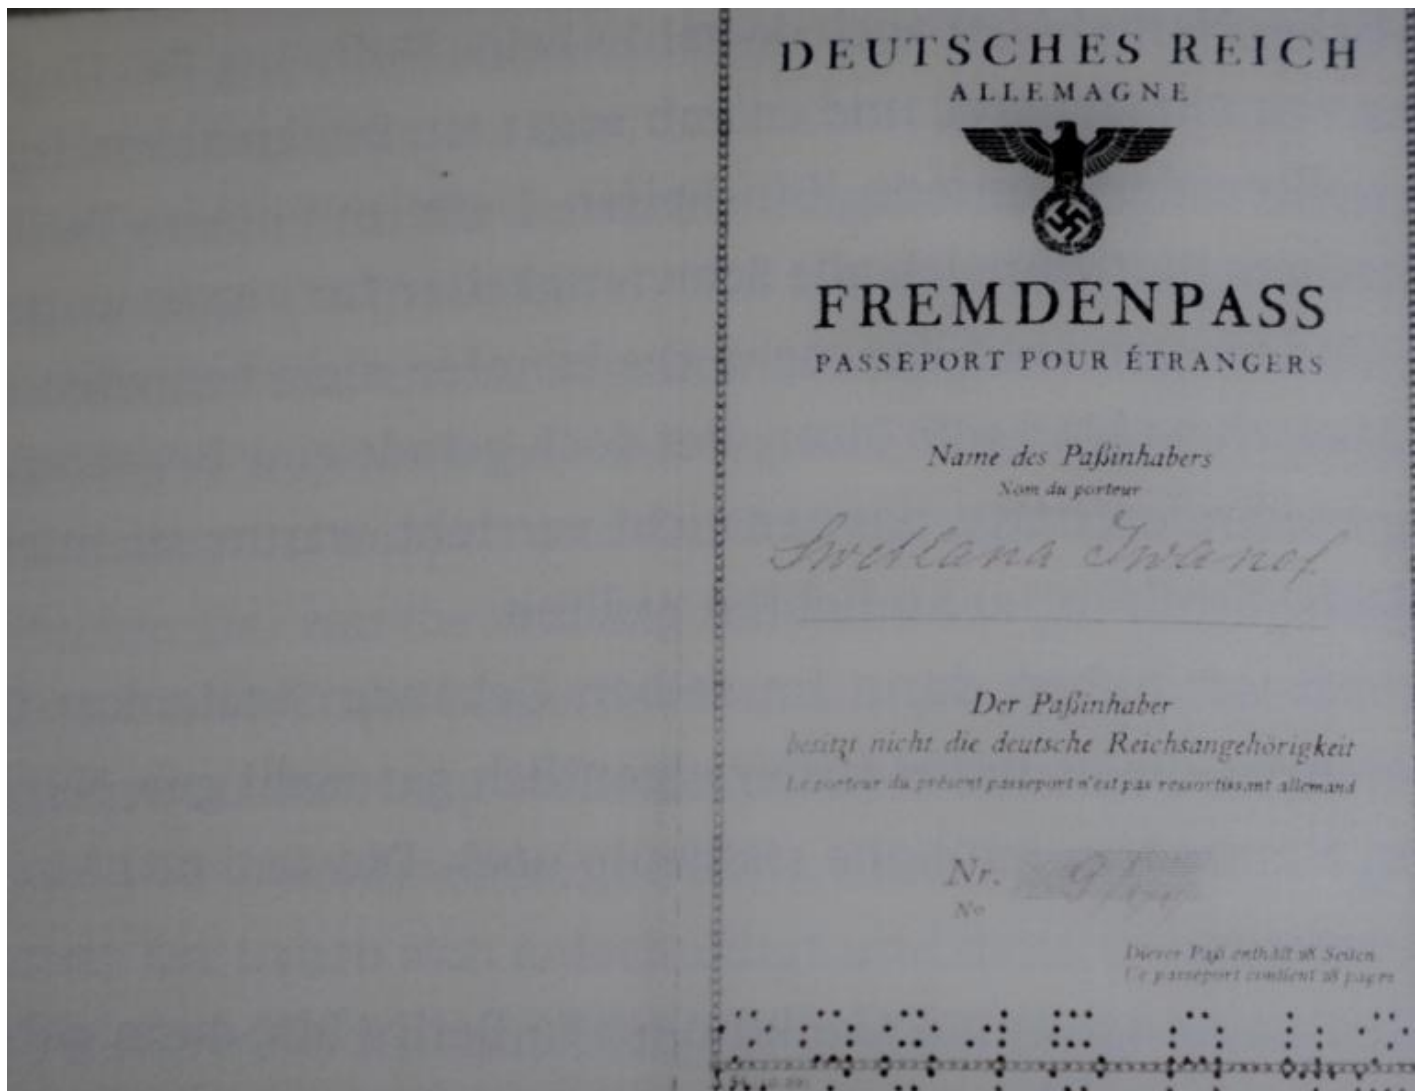 DEUTSCHES REICH
ALLEMAGNE
FREMDENPASS
PASSEPORT POUR ÉTRANGERS
Name des Paßinhabers
Nom du porteur
Swetlana Iwanof
Der Paßinhaber
besitzt nicht die deutsche Reichsangehörigkeit
Le porteur du présent passeport n'est pas ressortissant allemand
Nr.
No
Dieser Paß enthält 28 Seiten
Ce passeport contient 28 pages